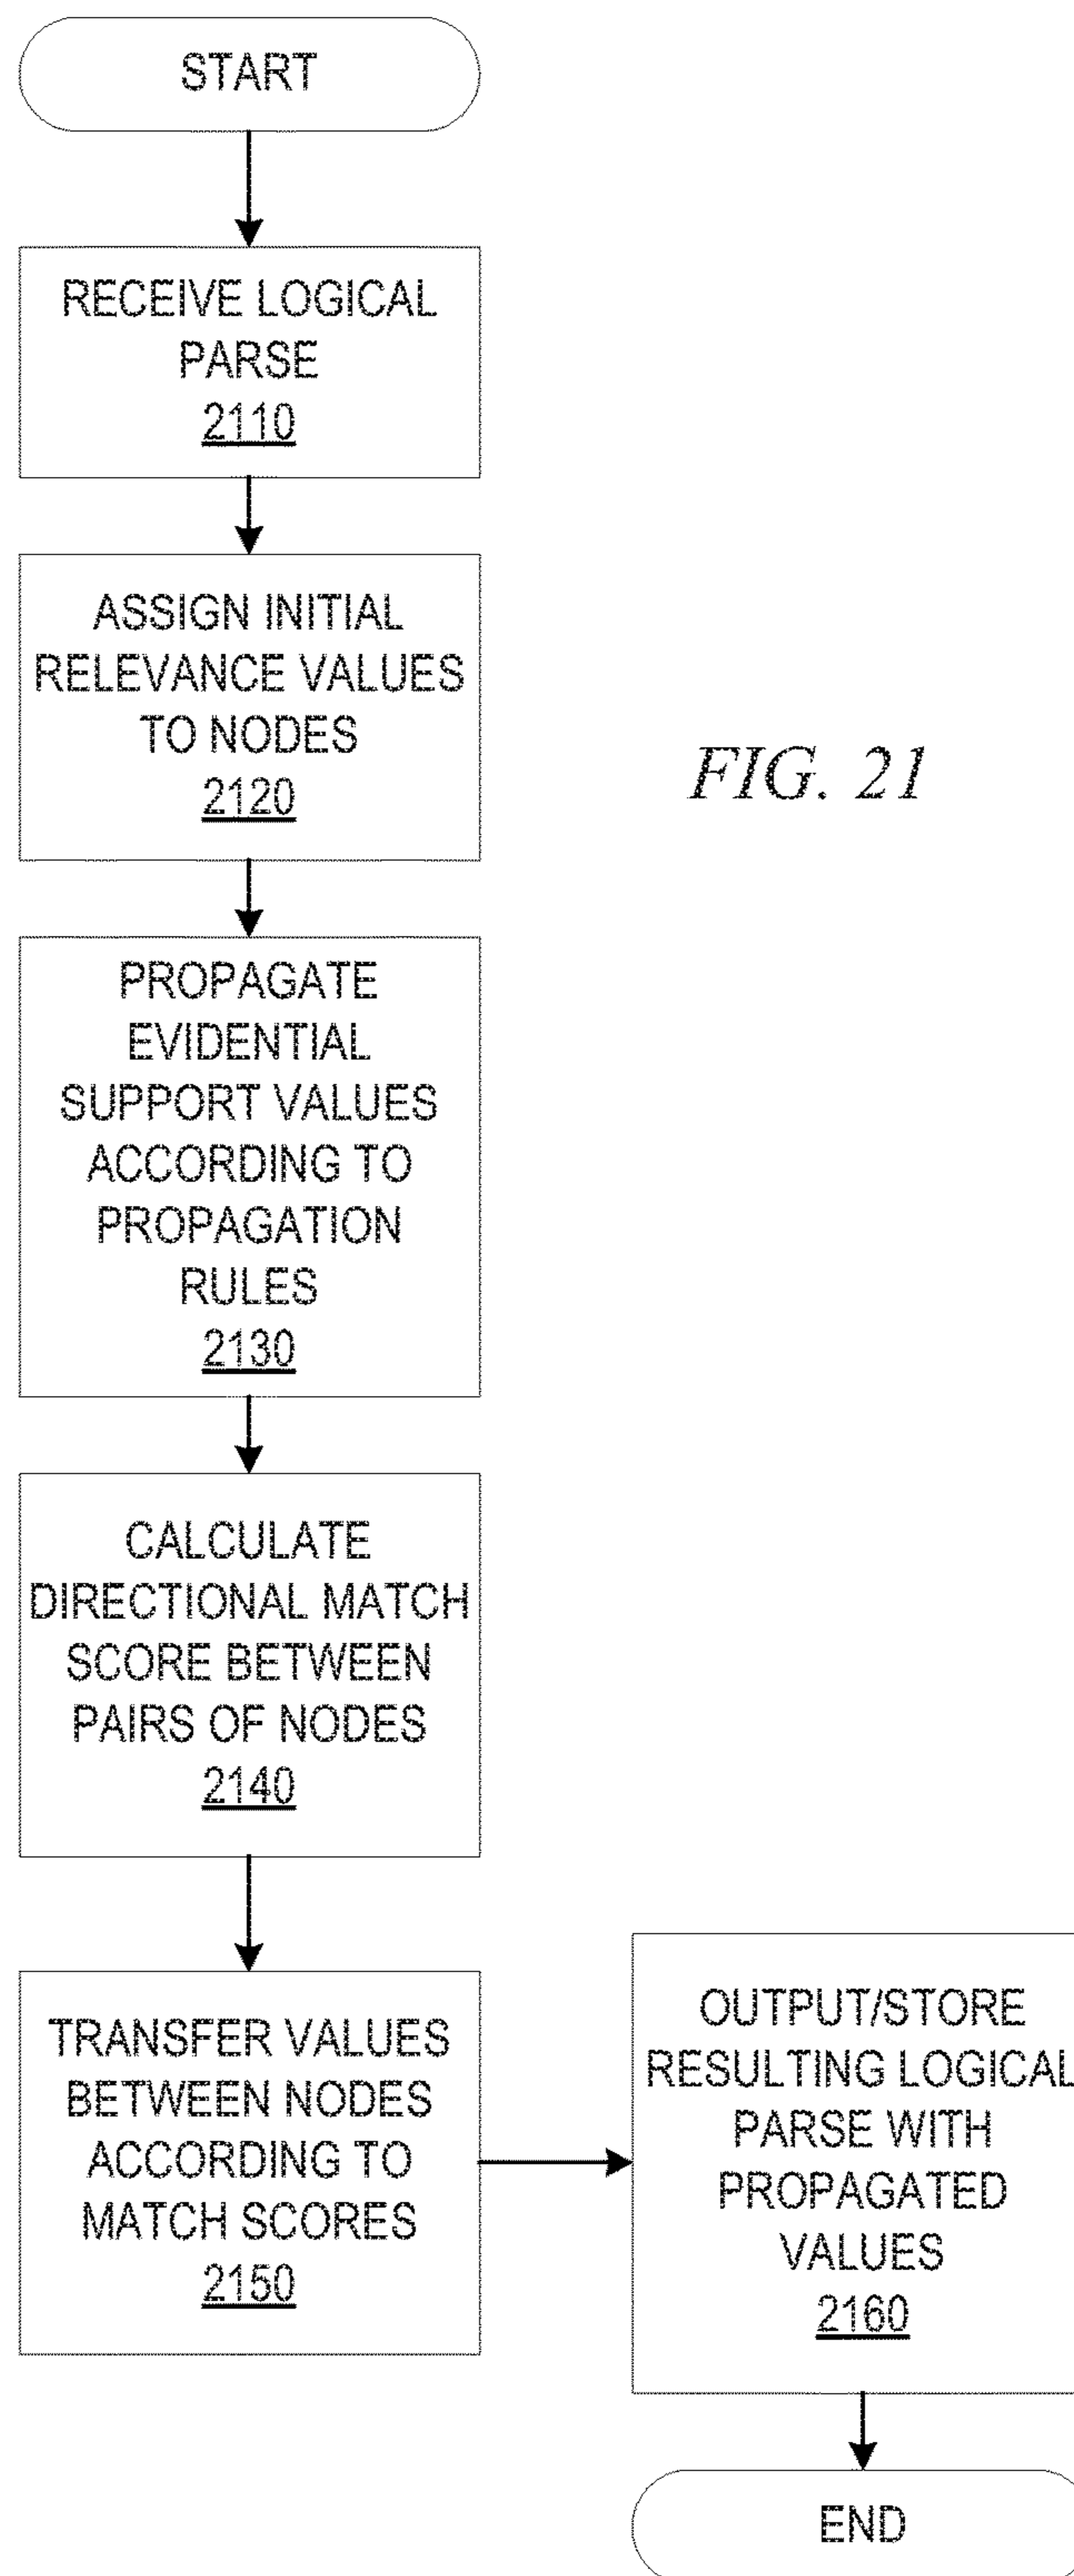 START
RECEIVE LOGICAL
PARSE
2110
ASSIGN INITIAL
RELEVANCE VALUES
TO NODES
2120
FIG. 21
PROPAGATE
EVIDENTIAL
SUPPORT VALUES
ACCORDING TO
PROPAGATION
RULES
2130
CALCULATE
DIRECTIONAL MATCH
SCORE BETWEEN
PAIRS OF NODES
2140
TRANSFER VALUES
BETWEEN NODES
ACCORDING TO
MATCH SCORES
2150
OUTPUT/STORE
RESULTING LOGICAL
PARSE WITH
PROPAGATED
VALUES
2160
END